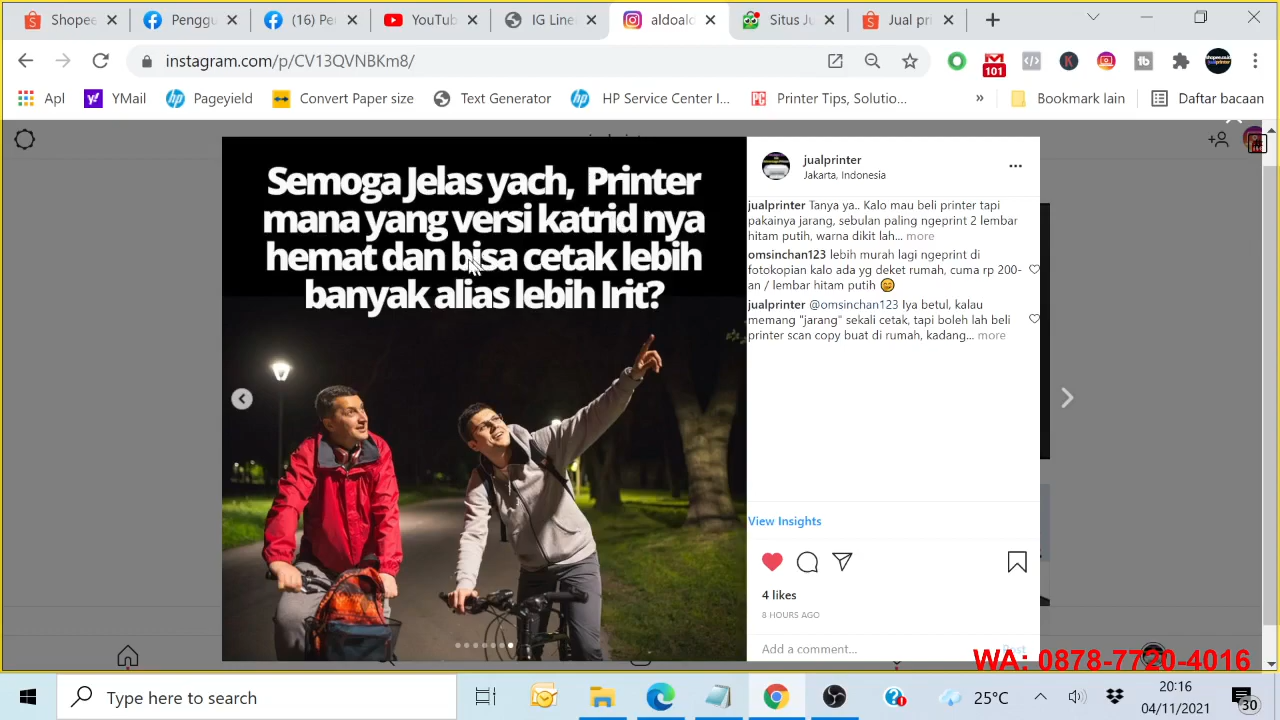 Shopee
Penggu
(16) Per
YouTub
IG Line
aldoald
Situs Ju
Jual pri
instagram.com/p/CV13QVNBKm8/
101
Apl
YMail
Pageyield
Convert Paper size
Text Generator
HP Service Center I...
Printer Tips, Solutio...
»
Bookmark lain
Daftar bacaan
Semoga Jelas yach, Printer
mana yang versi katrid nya
hemat dan bisa cetak lebih
banyak alias lebih Irit?
jualprinter
Jakarta, Indonesia
jualprinter Tanya ya.. Kalo mau beli printer tapi
pakainya jarang, sebulan paling ngeprint 2 lembar
hitam putih, warna dikit lah... more
omsinchan123 lebih murah lagi ngeprint di
fotokopian kalo ada yg deket rumah, cuma rp 200-
an / lembar hitam putih
jualprinter @omsinchan123 Iya betul, kalau
memang "jarang" sekali cetak, tapi boleh lah beli
printer scan copy buat di rumah, kadang... more
View Insights
4 likes
8 HOURS AGO
Add a comment...
Post
WA: 0878-7720-4016
Type here to search
25°C
20:16
04/11/2021
30